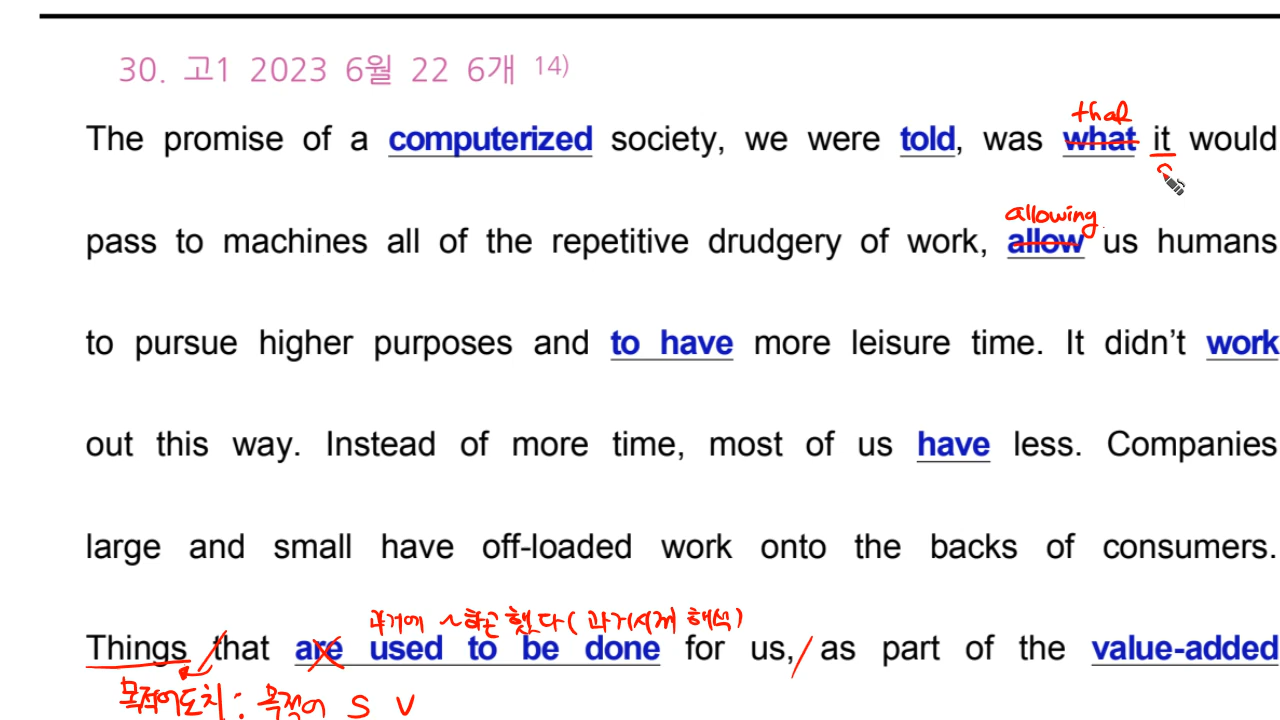 30. 고1 2023 6월 22 6개 14)
that
The promise of a computerized society, we were told, was what it would
allowing
pass to machines all of the repetitive drudgery of work, allow us humans
to pursue higher purposes and to have more leisure time. It didn't work
out this way. Instead of more time, most of us have less. Companies
large and small have off-loaded work onto the backs of consumers.
과거에 ~하곤 했다(과거시제 해석)
Things that are used to be done for us, as part of the value-added
목적어도치: 목적어 S V